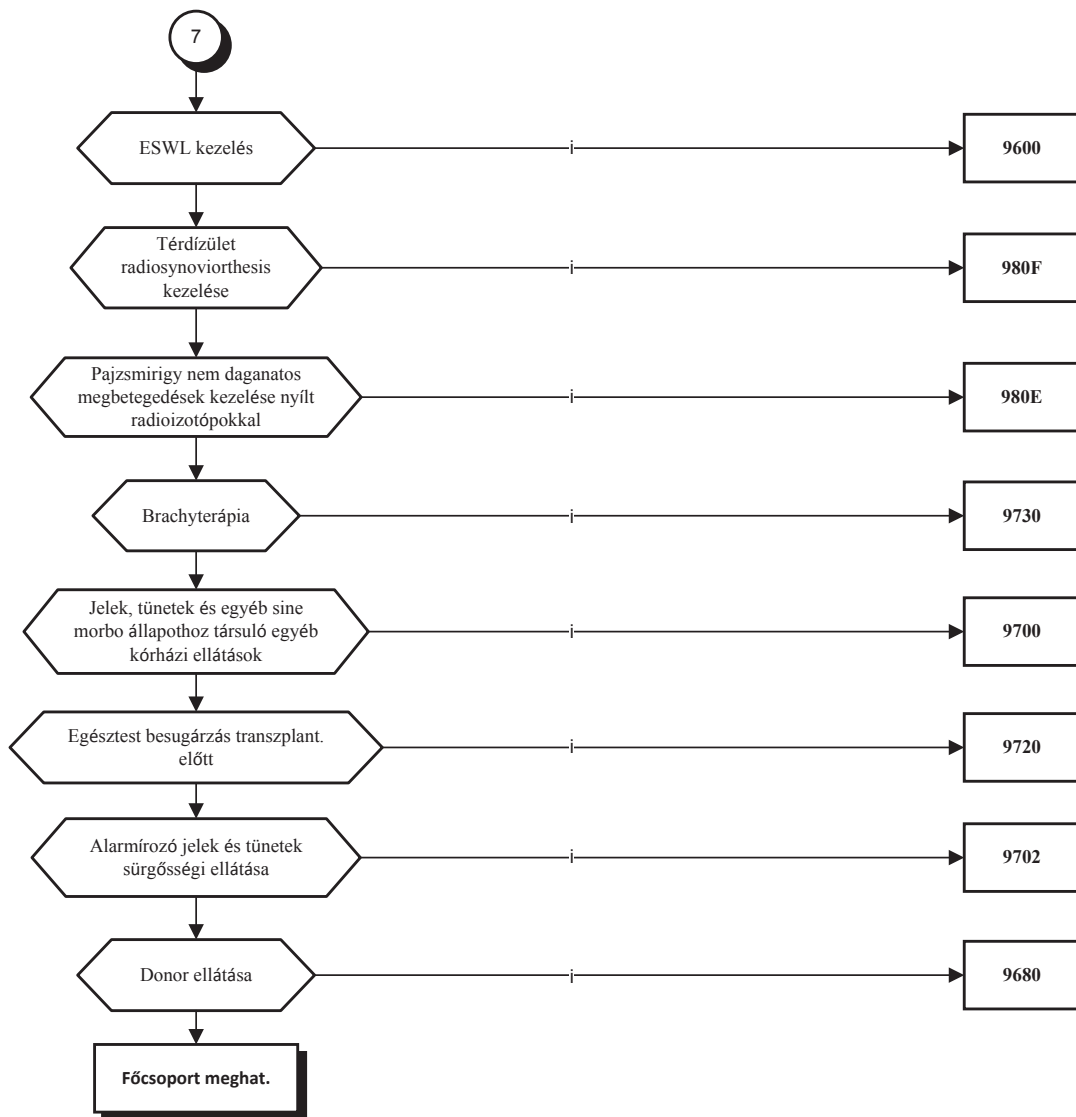 7
ESWL kezelés
i
9600
Térdízület
radiosynoviorthesis
kezelése
i
980F
Pajzsmirigy nem daganatos
megbetegedések kezelése nyílt
radioizotópokkal
i
980E
Brachyterápia
i
9730
Jelek, tünetek és egyéb sine
morbo állapothoz társuló egyéb
kórházi ellátások
i
9700
Egésztest besugárzás transzplant.
előtt
i
9720
Alarmírozó jelek és tünetek
sürgősségi ellátása
i
9702
Donor ellátása
i
9680
Főcsoport meghat.